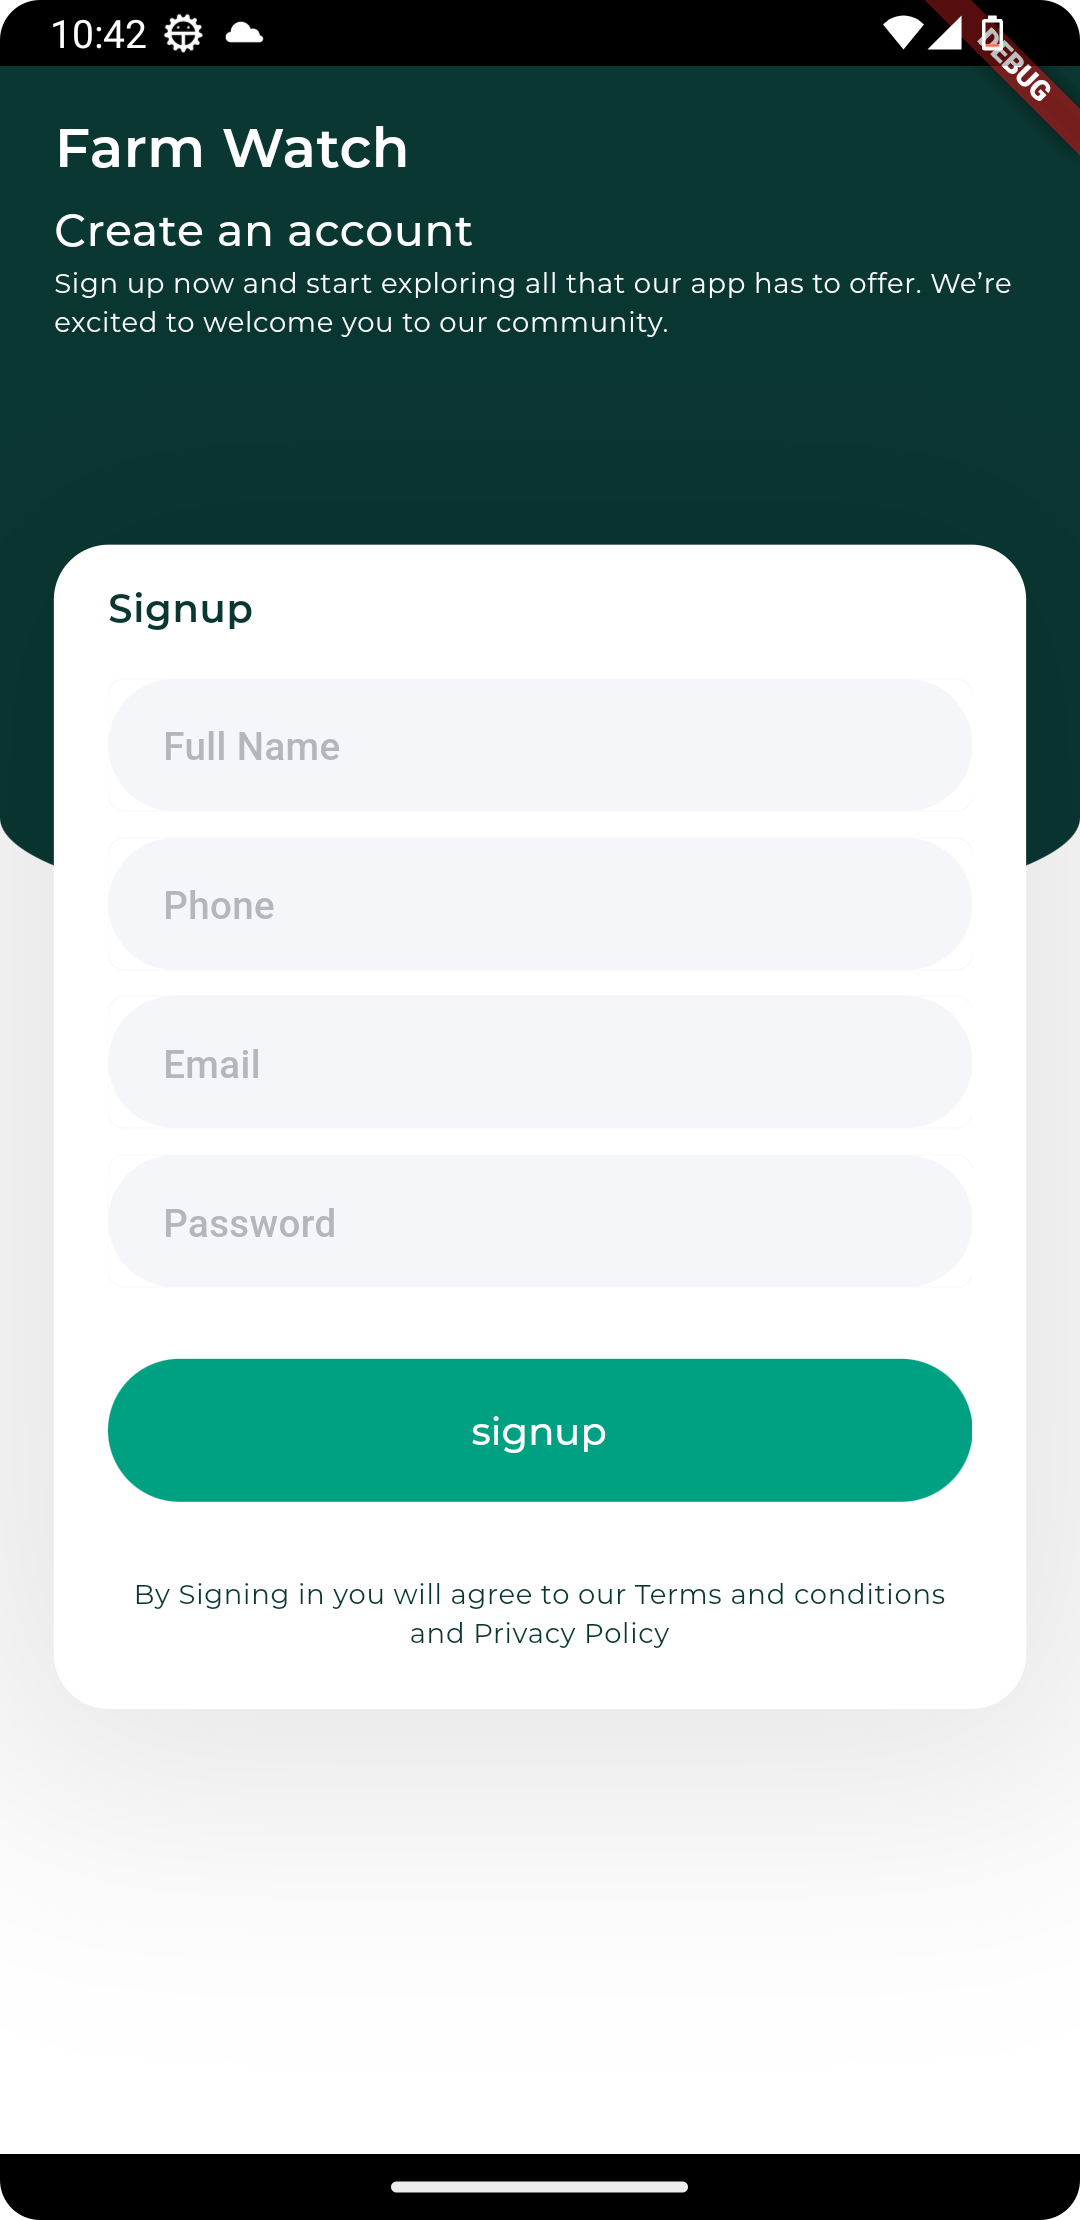 10:42
DEBUG
Farm Watch
Create an account
Sign up now and start exploring all that our app has to offer. We’re
excited to welcome you to our community.
Signup
Full Name
Phone
Email
Password
signup
By Signing in you will agree to our Terms and conditions
and Privacy Policy